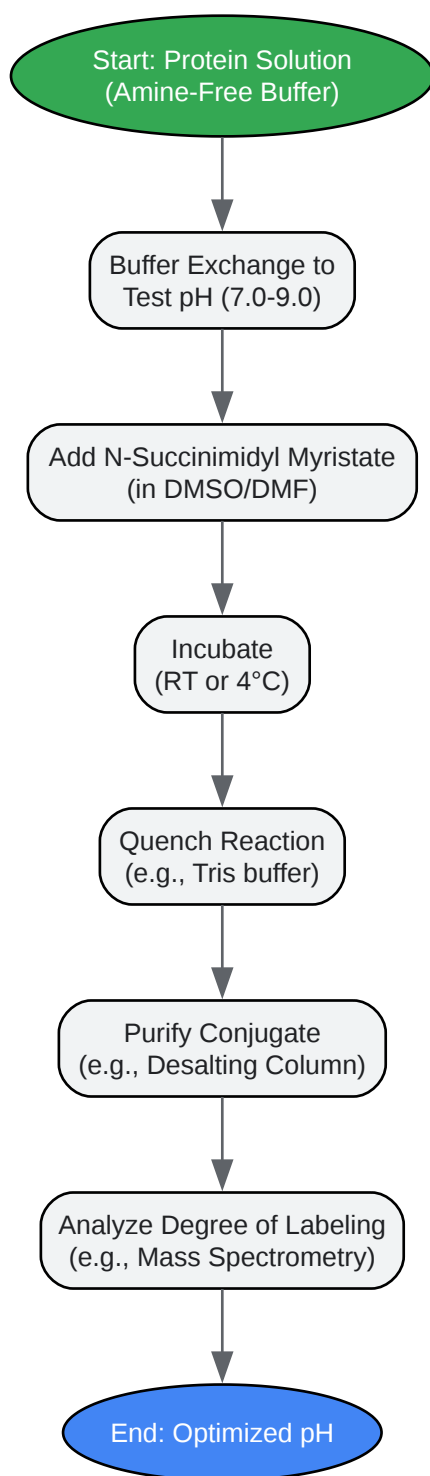 Start: Protein Solution
(Amine-Free Buffer)
Buffer Exchange to
Test pH (7.0-9.0)
Add N-Succinimidyl Myristate
(in DMSO/DMF)
Incubate
(RT or 4°C)
Quench Reaction
(e.g., Tris buffer)
Purify Conjugate
(e.g., Desalting Column)
Analyze Degree of Labeling
(e.g., Mass Spectrometry)
End: Optimized pH